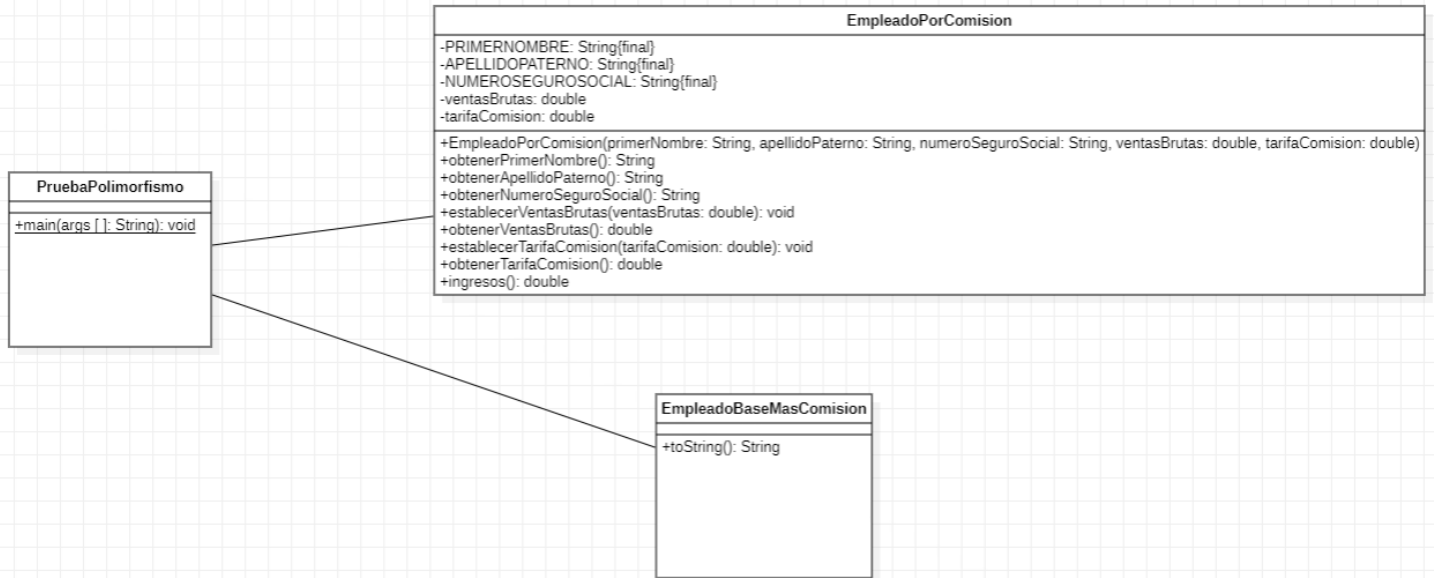 EmpleadoPorComision
-PRIMERNOMBRE: String{final}
-APELLIDOPATERNO: String{final}
-NUMEROSEGUROSOCIAL: String{final}
-ventasBrutas: double
-tarifaComision: double
+EmpleadoPorComision(primerNombre: String, apellidoPaterno: String, numeroSeguroSocial: String, ventasBrutas: double, tarifaComision: double)
+obtenerPrimerNombre(): String
+obtenerApellidoPaterno(): String
+obtenerNumeroSeguroSocial(): String
+establecerVentasBrutas(ventasBrutas: double): void
+obtenerVentasBrutas(): double
+establecerTarifaComision(tarifaComision: double): void
+obtenerTarifaComision(): double
+ingresos(): double
PruebaPolimorfismo
+main(args [ ]: String): void
EmpleadoBaseMasComision
+toString(): String